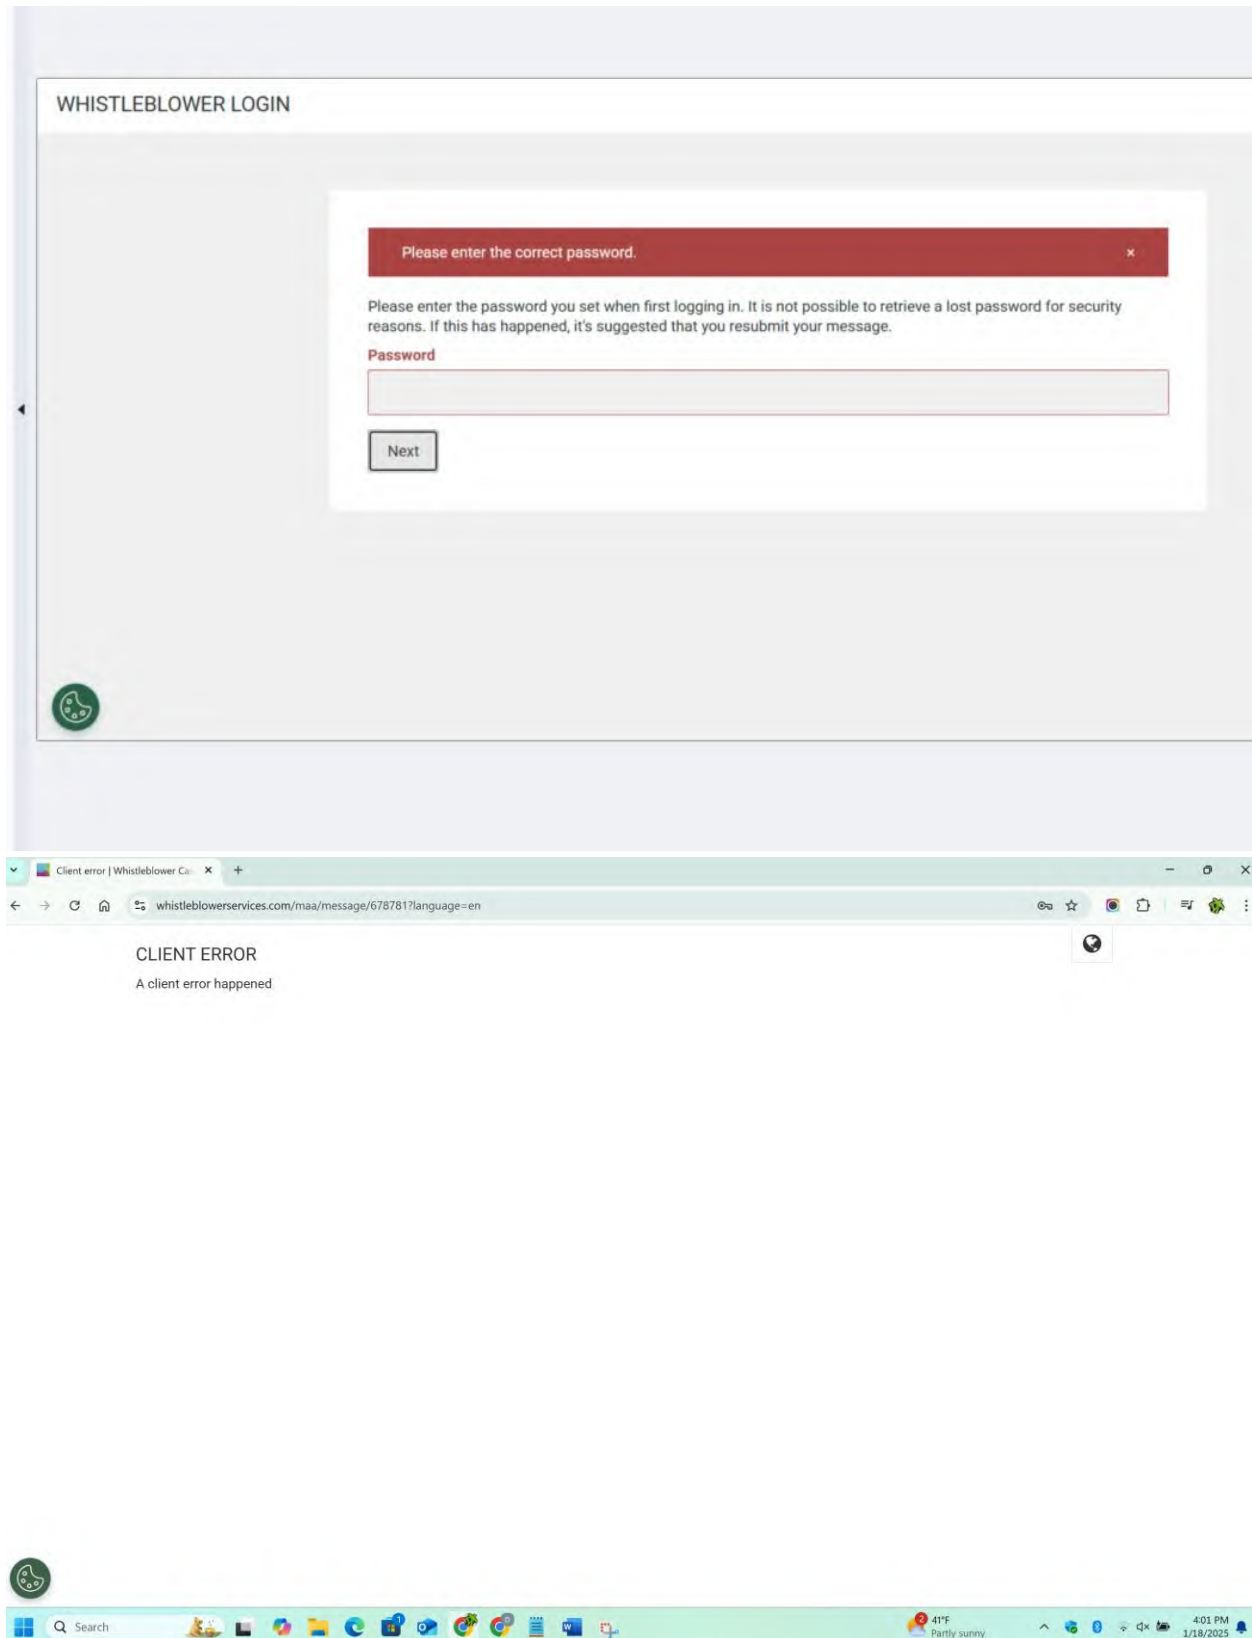 WHISTLEBLOWER LOGIN
Please enter the correct password. ×
Please enter the password you set when first logging in. It is not possible to retrieve a lost password for security
reasons. If this has happened, it's suggested that you resubmit your message.
Password
Next
Client error | Whistleblower Ca
whistleblowerservices.com/maa/message/678781?language=en
CLIENT ERROR
A client error happened
Search
2
41°F
Partly sunny
4:01 PM
1/18/2025